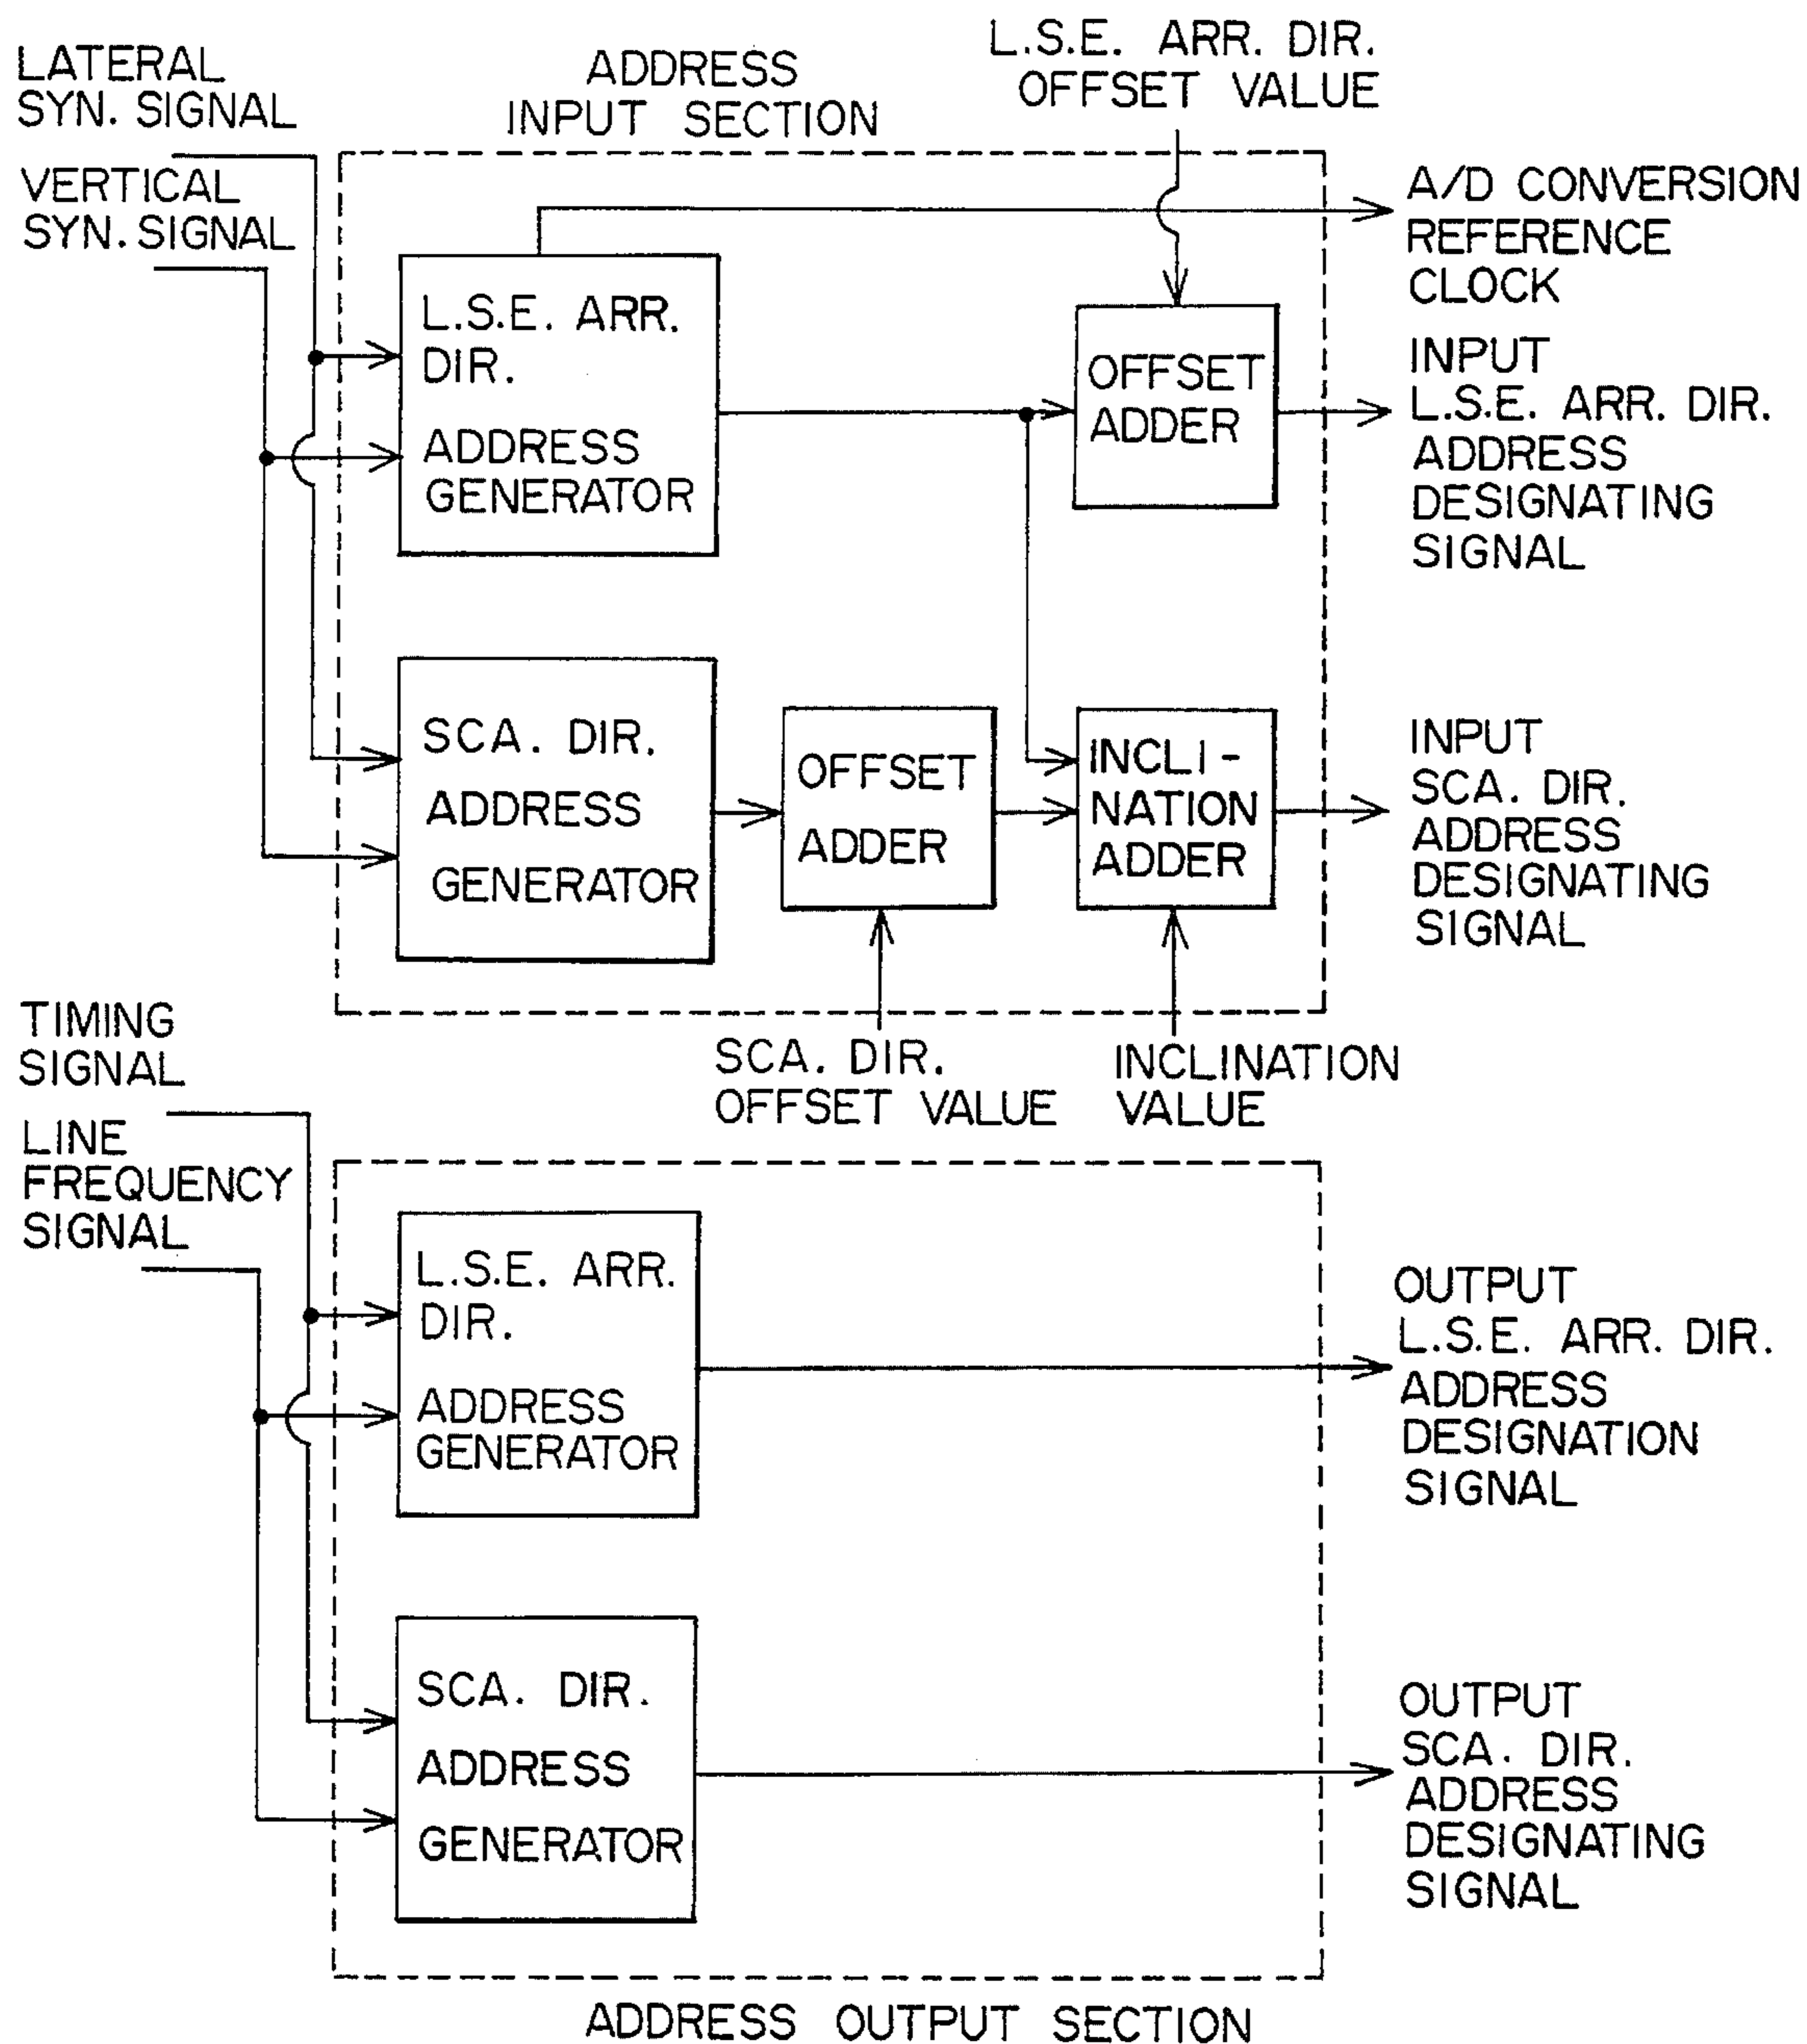 LATERAL
SYN. SIGNAL
VERTICAL
SYN. SIGNAL
ADDRESS
INPUT SECTION
L.S.E. ARR. DIR.
OFFSET VALUE
L.S.E. ARR.
DIR.
ADDRESS
GENERATOR
OFFSET
ADDER
A/D CONVERSION
REFERENCE
CLOCK
INPUT
L.S.E. ARR. DIR.
ADDRESS
DESIGNATING
SIGNAL
SCA. DIR.
ADDRESS
GENERATOR
OFFSET
ADDER
INCLI-
NATION
ADDER
INPUT
SCA. DIR.
ADDRESS
DESIGNATING
SIGNAL
SCA. DIR.
OFFSET VALUE
INCLINATION
VALUE
TIMING
SIGNAL
LINE
FREQUENCY
SIGNAL
L.S.E. ARR.
DIR.
ADDRESS
GENERATOR
OUTPUT
L.S.E. ARR. DIR.
ADDRESS
DESIGNATION
SIGNAL
SCA. DIR.
ADDRESS
GENERATOR
OUTPUT
SCA. DIR.
ADDRESS
DESIGNATING
SIGNAL
ADDRESS OUTPUT SECTION